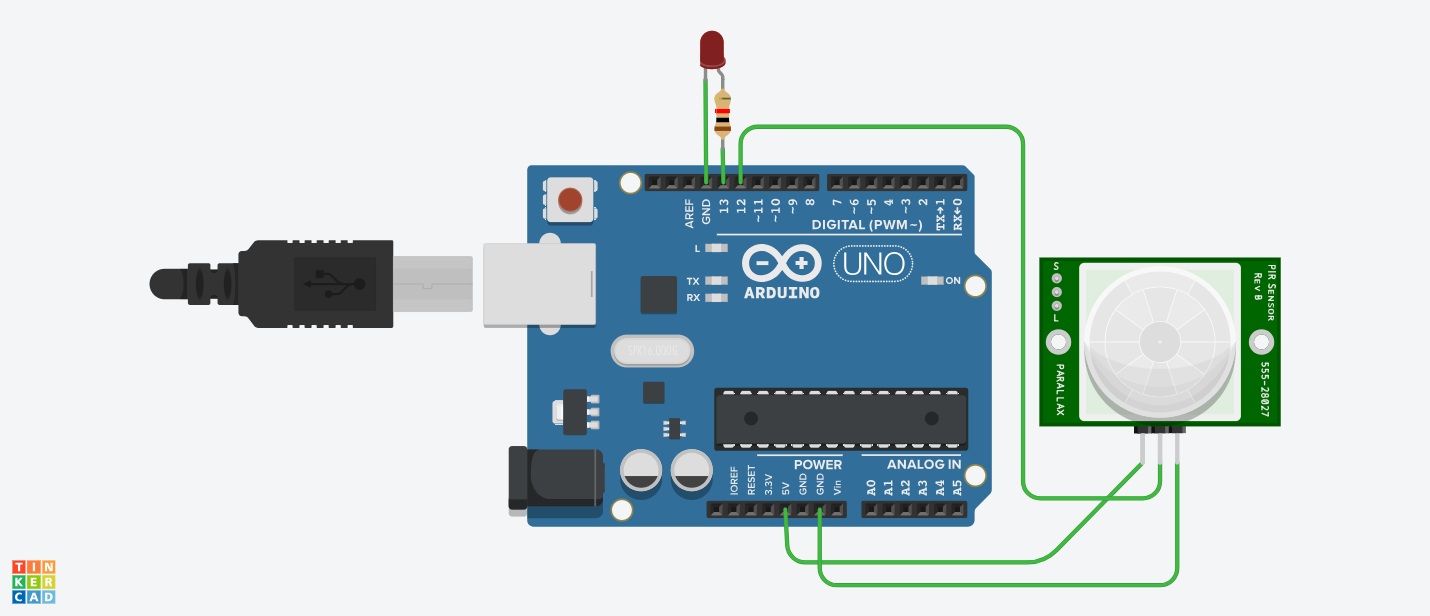 AREF
GND
13
12
~11
~10
~9
8
7
~6
~5
4
~3
2
TX→1
RX←0
DIGITAL (PWM~)
L
TX
RX
ARDUINO
UNO
ON
S
L
PIR SENSOR
REV B
PARALLAX
555-28027
POWER
ANALOG IN
IOREF
RESET
3.3V
5V
GND
GND
Vin
A0
A1
A2
A3
A4
A5
TIN
KER
CAD